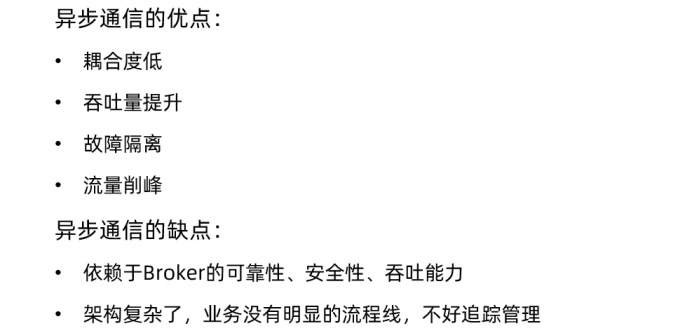 异步通信的优点：
• 耦合度低
• 吞吐量提升
• 故障隔离
• 流量削峰
异步通信的缺点：
• 依赖于Broker的可靠性、安全性、吞吐能力
• 架构复杂了，业务没有明显的流程线，不好追踪管理